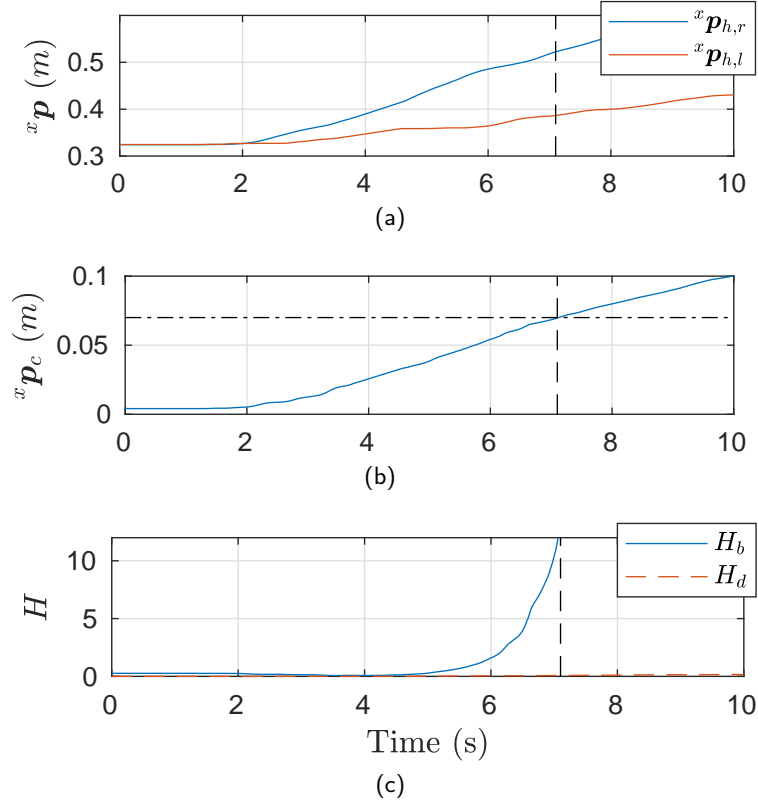 ˣp_{h,r}
ˣp_{h,l}
ˣp (m)
0.5
0.4
0.3
0 2 4 6 8 10
(a)
ˣp_c (m)
0.1
0.05
0
0 2 4 6 8 10
(b)
H_b
H_d
H
10
5
0
0 2 4 6 8 10
Time (s)
(c)